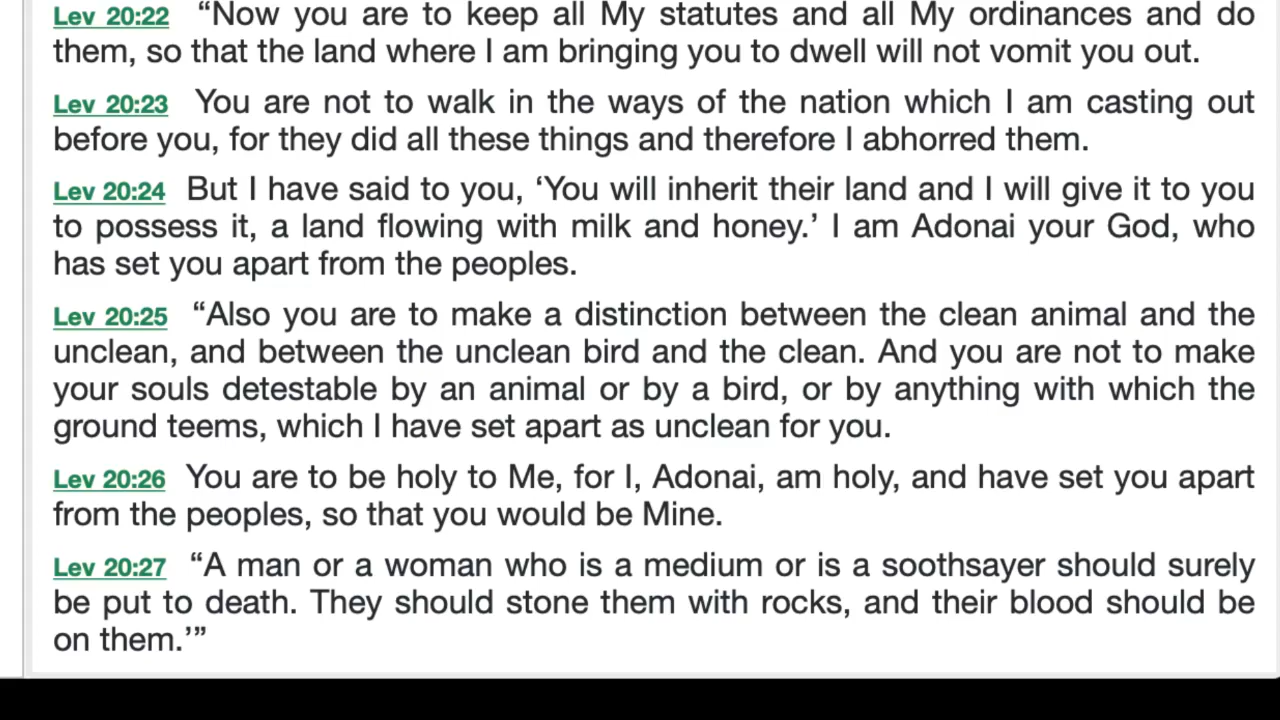 Lev 20:22 “Now you are to keep all My statutes and all My ordinances and do
them, so that the land where I am bringing you to dwell will not vomit you out.
Lev 20:23 You are not to walk in the ways of the nation which I am casting out
before you, for they did all these things and therefore I abhorred them.
Lev 20:24 But I have said to you, ‘You will inherit their land and I will give it to you
to possess it, a land flowing with milk and honey.’ I am Adonai your God, who
has set you apart from the peoples.
Lev 20:25 “Also you are to make a distinction between the clean animal and the
unclean, and between the unclean bird and the clean. And you are not to make
your souls detestable by an animal or by a bird, or by anything with which the
ground teems, which I have set apart as unclean for you.
Lev 20:26 You are to be holy to Me, for I, Adonai, am holy, and have set you apart
from the peoples, so that you would be Mine.
Lev 20:27 “A man or a woman who is a medium or is a soothsayer should surely
be put to death. They should stone them with rocks, and their blood should be
on them.’”